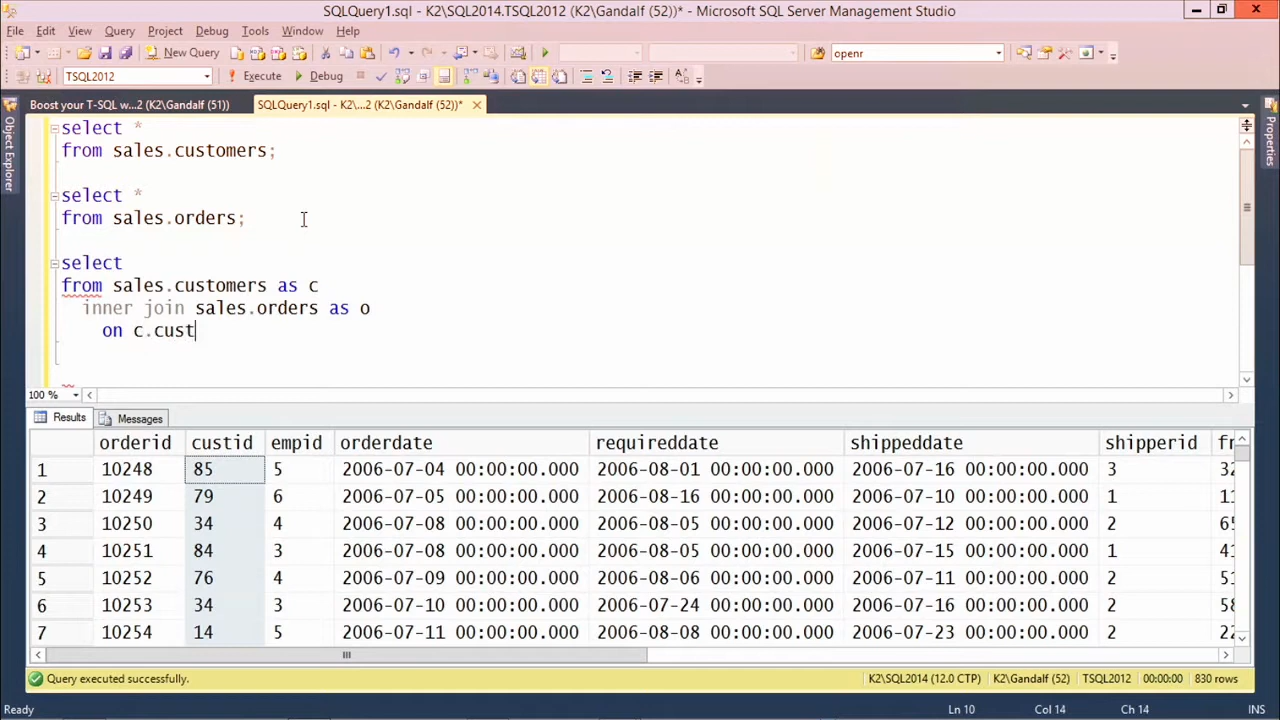 SQLQuery1.sql - K2\SQL2014.TSQL2012 (K2\Gandalf (52))* - Microsoft SQL Server Management Studio
File Edit View Query Project Debug Tools Window Help
New Query openr
TSQL2012 Execute Debug
Boost your T-SQL w...2 (K2\Gandalf (51)) SQLQuery1.sql - K2\...2 (K2\Gandalf (52))*
Object Explorer
Properties
select *
from sales.customers;
select *
from sales.orders;
select
from sales.customers as c
inner join sales.orders as o
on c.cust
100 %
Results Messages
orderid custid empid orderdate requireddate shippeddate shipperid
1 10248 85 5 2006-07-04 00:00:00.000 2006-08-01 00:00:00.000 2006-07-16 00:00:00.000 3 32
2 10249 79 6 2006-07-05 00:00:00.000 2006-08-16 00:00:00.000 2006-07-10 00:00:00.000 1 11
3 10250 34 4 2006-07-08 00:00:00.000 2006-08-05 00:00:00.000 2006-07-12 00:00:00.000 2 65
4 10251 84 3 2006-07-08 00:00:00.000 2006-08-05 00:00:00.000 2006-07-15 00:00:00.000 1 41
5 10252 76 4 2006-07-09 00:00:00.000 2006-08-06 00:00:00.000 2006-07-11 00:00:00.000 2 51
6 10253 34 3 2006-07-10 00:00:00.000 2006-07-24 00:00:00.000 2006-07-16 00:00:00.000 2 58
7 10254 14 5 2006-07-11 00:00:00.000 2006-08-08 00:00:00.000 2006-07-23 00:00:00.000 2 22
Query executed successfully. K2\SQL2014 (12.0 CTP) K2\Gandalf (52) TSQL2012 00:00:00 830 rows
Ready Ln 10 Col 14 Ch 14 INS